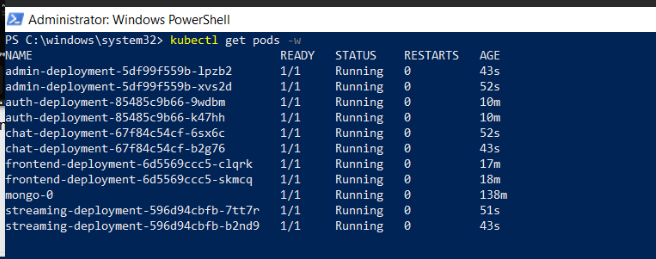 Administrator: Windows PowerShell
PS C:\windows\system32> kubectl get pods -w
NAME READY STATUS RESTARTS AGE
admin-deployment-5df99f559b-lpzb2 1/1 Running 0 43s
admin-deployment-5df99f559b-xvs2d 1/1 Running 0 52s
auth-deployment-85485c9b66-9wdbm 1/1 Running 0 10m
auth-deployment-85485c9b66-k47hh 1/1 Running 0 10m
chat-deployment-67f84c54cf-6sx6c 1/1 Running 0 52s
chat-deployment-67f84c54cf-b2g76 1/1 Running 0 43s
frontend-deployment-6d5569ccc5-clqrk 1/1 Running 0 17m
frontend-deployment-6d5569ccc5-skmcq 1/1 Running 0 18m
mongo-0 1/1 Running 0 138m
streaming-deployment-596d94cbfb-7tt7r 1/1 Running 0 51s
streaming-deployment-596d94cbfb-b2nd9 1/1 Running 0 43s